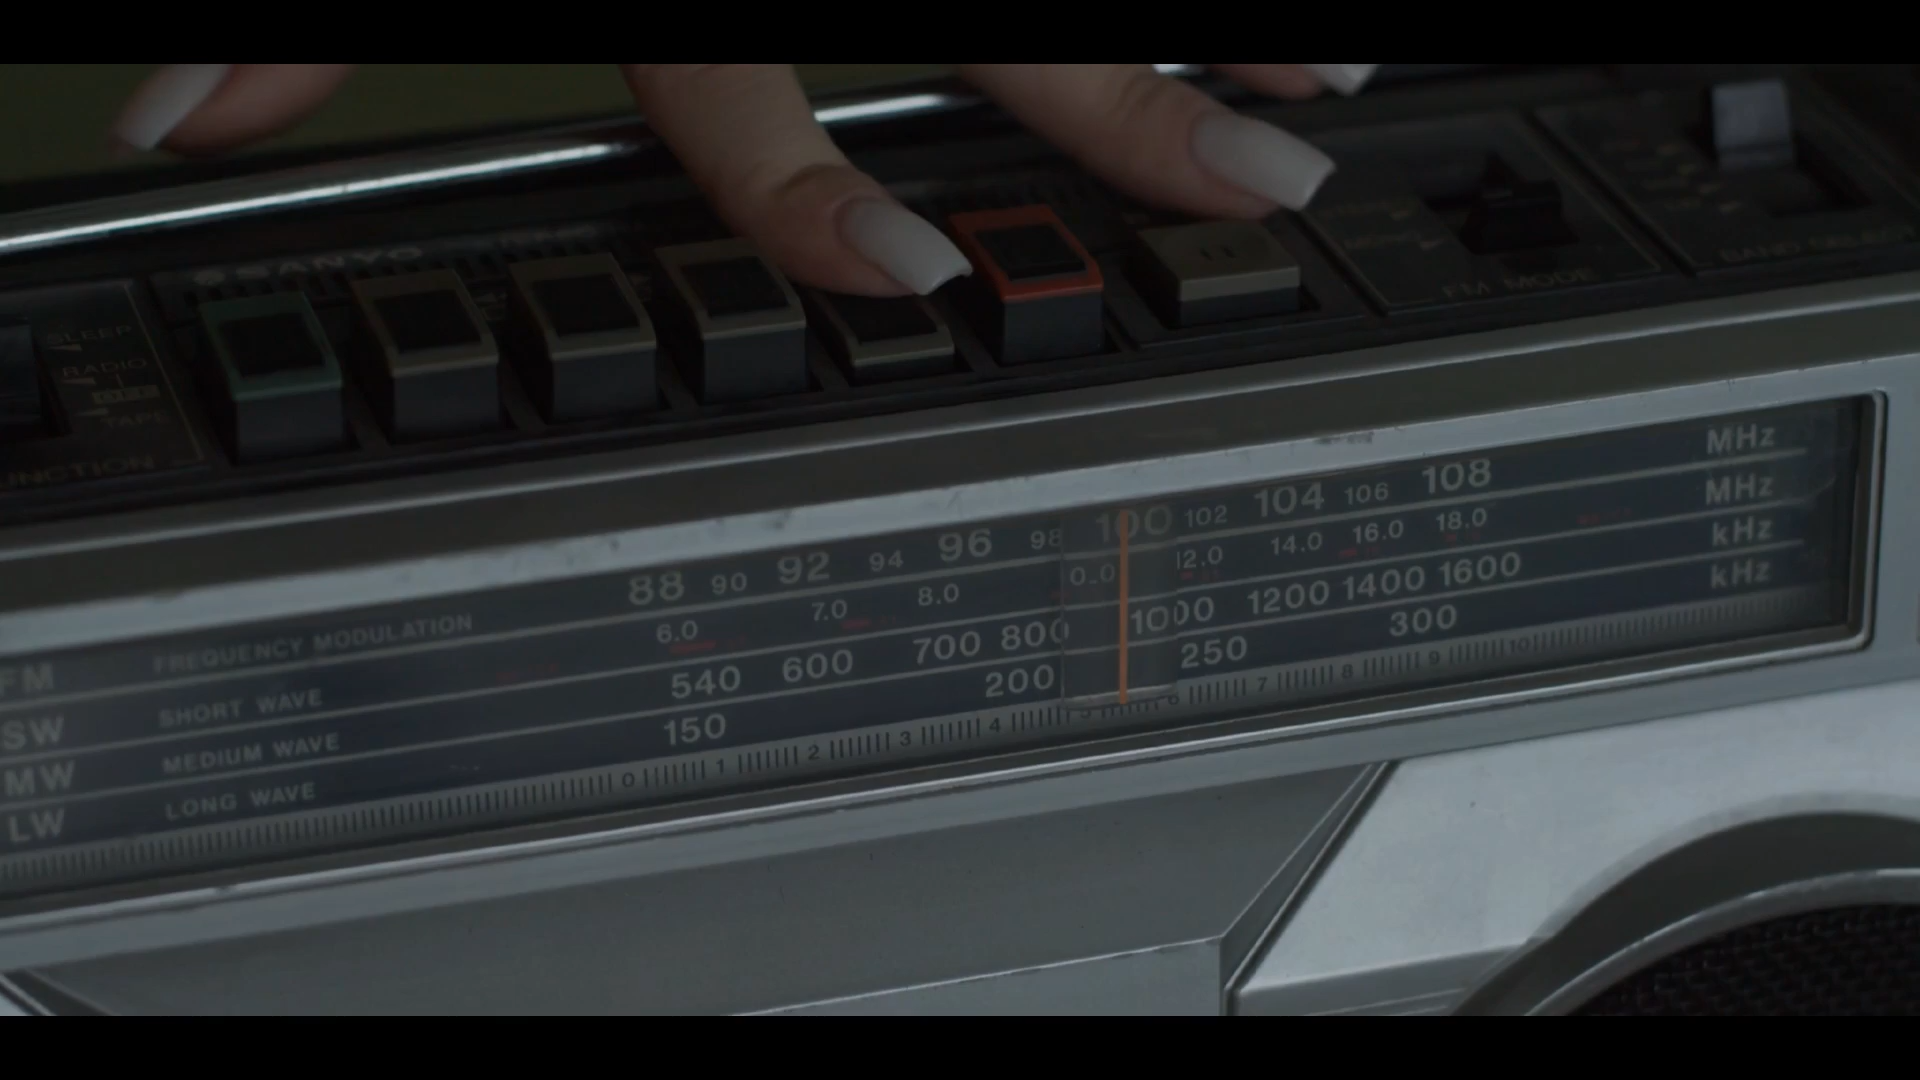 SANYO
SLEEP
RADIO
TAPE
FM MODE
FM FREQUENCY MODULATION 88 90 92 94 96 98 100 102 104 106 108 MHz
SW SHORT WAVE 6.0 7.0 8.0 12.0 14.0 16.0 18.0 MHz
MW MEDIUM WAVE 540 600 700 800 1000 1200 1400 1600 kHz
LW LONG WAVE 150 200 250 300 kHz
0 1 2 3 4 5 6 7 8 9 10